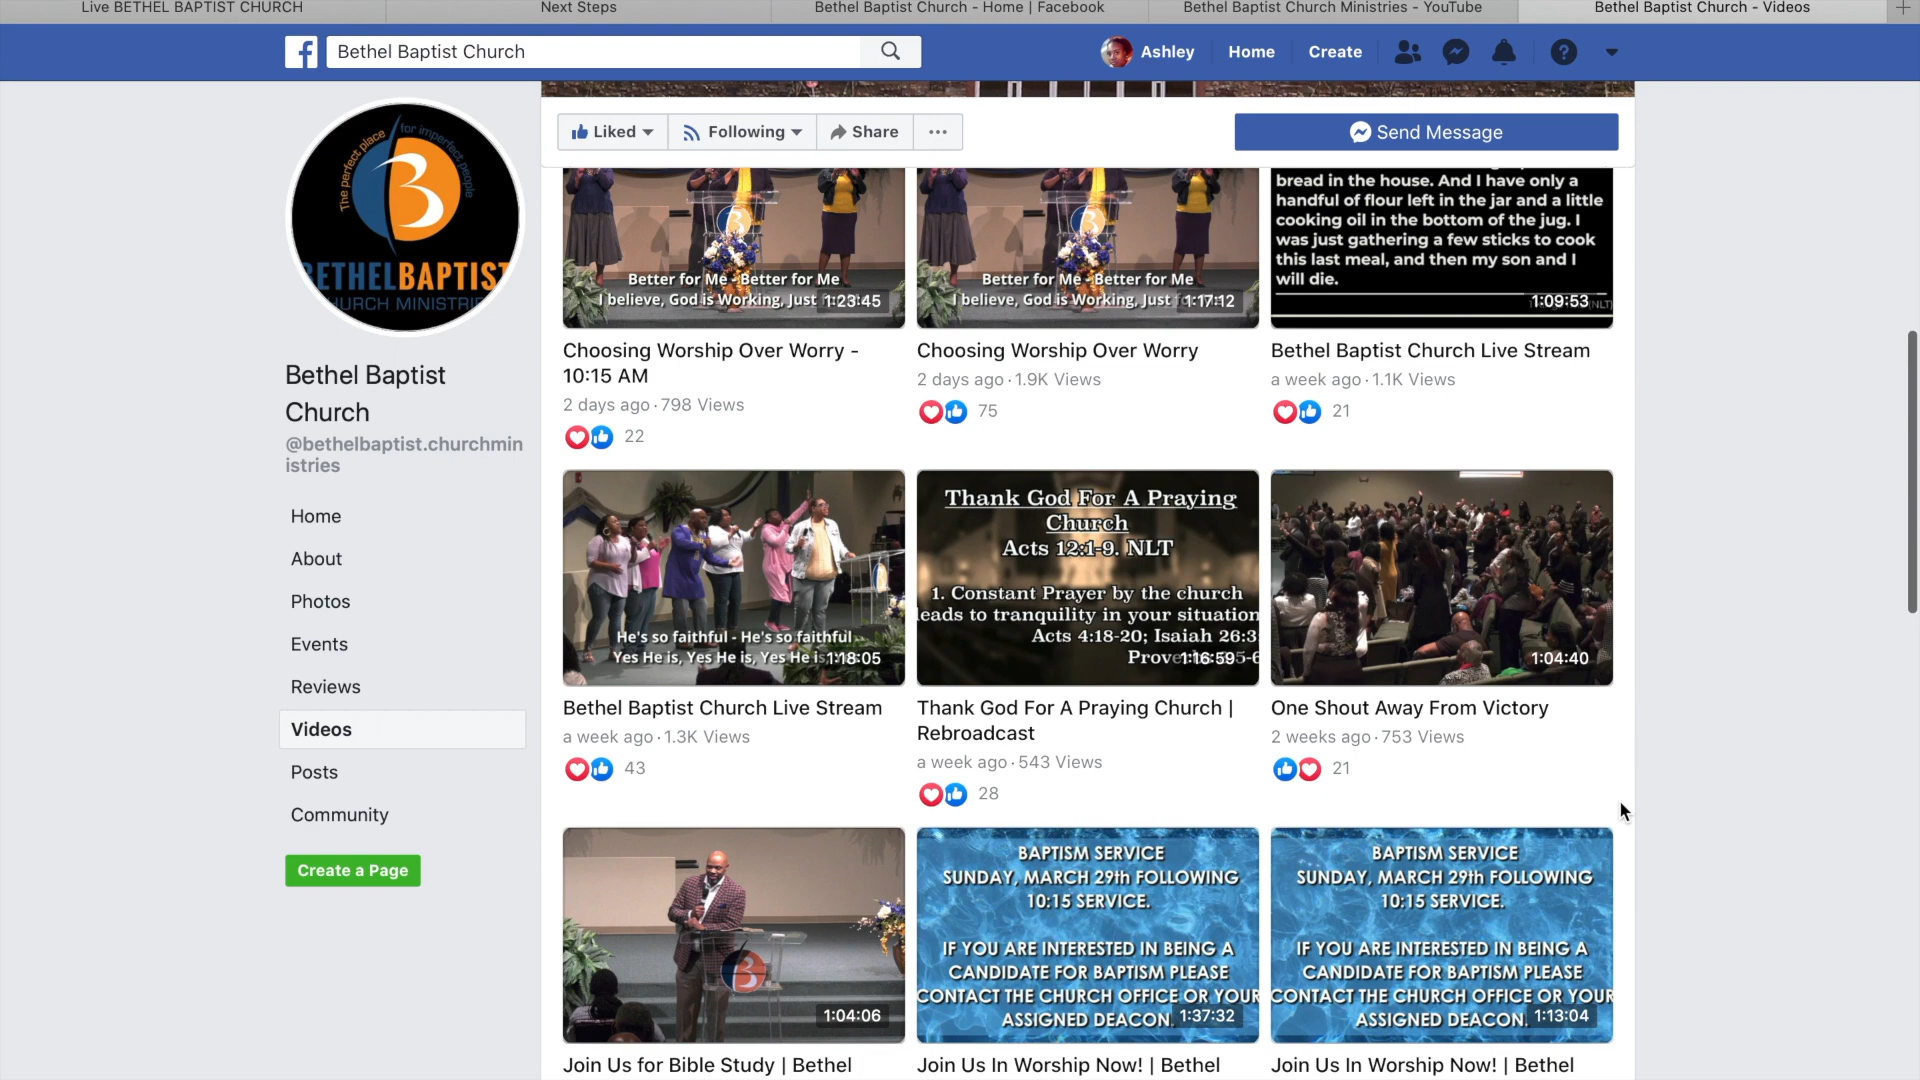 Live BETHEL BAPTIST CHURCH
Next Steps
Bethel Baptist Church - Home | Facebook
Bethel Baptist Church Ministries - YouTube
Bethel Baptist Church - Videos
Bethel Baptist Church
Ashley
Home
Create
Liked
Following
Share
Send Message
The perfect place
for imperfect people
B
ETHELBAPTIST
URCH MINISTRIE
Bethel Baptist
Church
@bethelbaptist.churchmin
istries
Home
About
Photos
Events
Reviews
Videos
Posts
Community
Create a Page
Better for Me - Better for Me
I believe, God is Working, Just
1:23:45
Choosing Worship Over Worry -
10:15 AM
2 days ago · 798 Views
22
Better for Me - Better for Me
I believe, God is Working, Just
1:17:12
Choosing Worship Over Worry
2 days ago · 1.9K Views
75
bread in the house. And I have only a
handful of flour left in the jar and a little
cooking oil in the bottom of the jug. I
was just gathering a few sticks to cook
this last meal, and then my son and I
will die.
1:09:53
(NLT)
Bethel Baptist Church Live Stream
a week ago · 1.1K Views
21
He's so faithful - He's so faithful
Yes He is, Yes He is, Yes He is
1:18:05
Bethel Baptist Church Live Stream
a week ago · 1.3K Views
43
Thank God For A Praying
Church
Acts 12:1-9. NLT
1. Constant Prayer by the church
leads to tranquility in your situation
Acts 4:18-20; Isaiah 26:3
1:16:59
Thank God For A Praying Church |
Rebroadcast
a week ago · 543 Views
28
1:04:40
One Shout Away From Victory
2 weeks ago · 753 Views
21
B
1:04:06
Join Us for Bible Study | Bethel
BAPTISM SERVICE
SUNDAY, MARCH 29th FOLLOWING
10:15 SERVICE.
IF YOU ARE INTERESTED IN BEING A
CANDIDATE FOR BAPTISM PLEASE
CONTACT THE CHURCH OFFICE OR YOUR
ASSIGNED DEACON.
1:37:32
Join Us In Worship Now! | Bethel
BAPTISM SERVICE
SUNDAY, MARCH 29th FOLLOWING
10:15 SERVICE.
IF YOU ARE INTERESTED IN BEING A
CANDIDATE FOR BAPTISM PLEASE
CONTACT THE CHURCH OFFICE OR YOUR
ASSIGNED DEACON.
1:13:04
Join Us In Worship Now! | Bethel